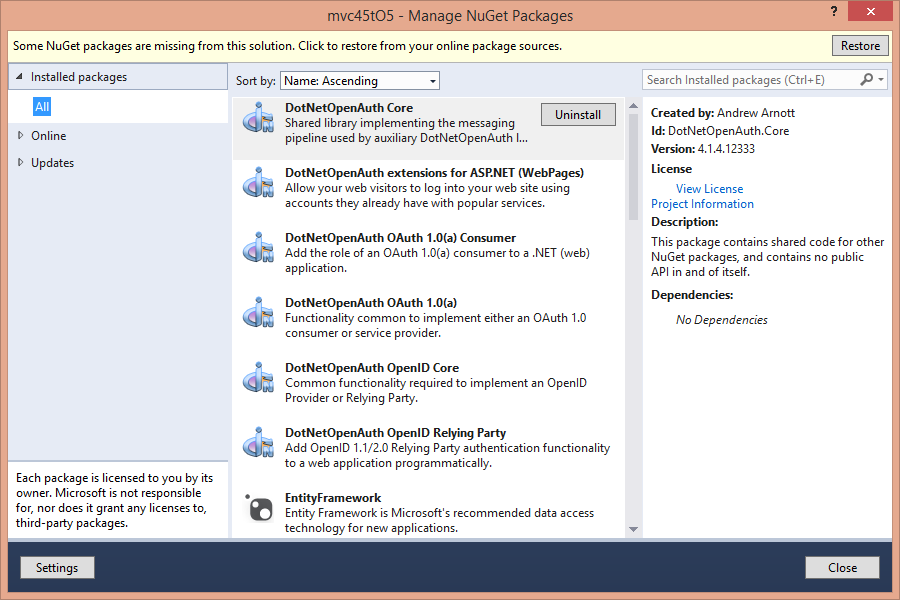 mvc45tO5 - Manage NuGet Packages
?
Some NuGet packages are missing from this solution. Click to restore from your online package sources.
Restore
Installed packages
All
Online
Updates
Each package is licensed to you by its
owner. Microsoft is not responsible
for, nor does it grant any licenses to,
third-party packages.
Sort by: Name: Ascending
DotNetOpenAuth Core
Shared library implementing the messaging
pipeline used by auxiliary DotNetOpenAuth l...
Uninstall
DotNetOpenAuth extensions for ASP.NET (WebPages)
Allow your web visitors to log into your web site using
accounts they already have with popular services.
DotNetOpenAuth OAuth 1.0(a) Consumer
Add the role of an OAuth 1.0(a) consumer to a .NET (web)
application.
DotNetOpenAuth OAuth 1.0(a)
Functionality common to implement either an OAuth 1.0
consumer or service provider.
DotNetOpenAuth OpenID Core
Common functionality required to implement an OpenID
Provider or Relying Party.
DotNetOpenAuth OpenID Relying Party
Add OpenID 1.1/2.0 Relying Party authentication functionality
to a web application programmatically.
EntityFramework
Entity Framework is Microsoft's recommended data access
technology for new applications.
Search Installed packages (Ctrl+E)
Created by: Andrew Arnott
Id: DotNetOpenAuth.Core
Version: 4.1.4.12333
License
View License
Project Information
Description:
This package contains shared code for other
NuGet packages, and contains no public
API in and of itself.
Dependencies:
No Dependencies
Settings
Close